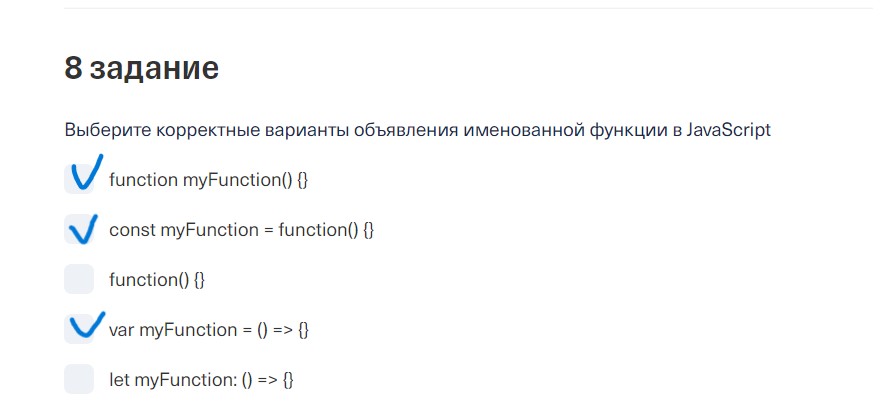 8 задание
Выберите корректные варианты объявления именованной функции в JavaScript
function myFunction() {}
const myFunction = function() {}
function() {}
var myFunction = () => {}
let myFunction: () => {}